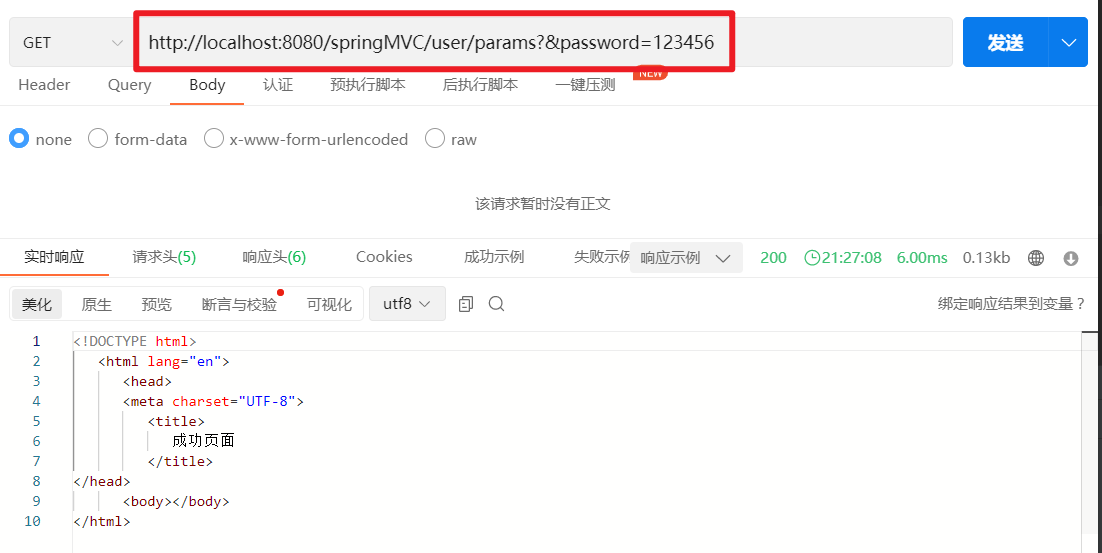 GET http://localhost:8080/springMVC/user/params?&password=123456 发送
Header Query Body 认证 预执行脚本 后执行脚本 一键压测 NEW
none form-data x-www-form-urlencoded raw
该请求暂时没有正文
实时响应 请求头(5) 响应头(6) Cookies 成功示例 失败示例 响应示例 200 21:27:08 6.00ms 0.13kb
美化 原生 预览 断言与校验 可视化 utf8 绑定响应结果到变量？
1 <!DOCTYPE html>
2 <html lang="en">
3 <head>
4 <meta charset="UTF-8">
5 <title>
6 成功页面
7 </title>
8 </head>
9 <body></body>
10 </html>